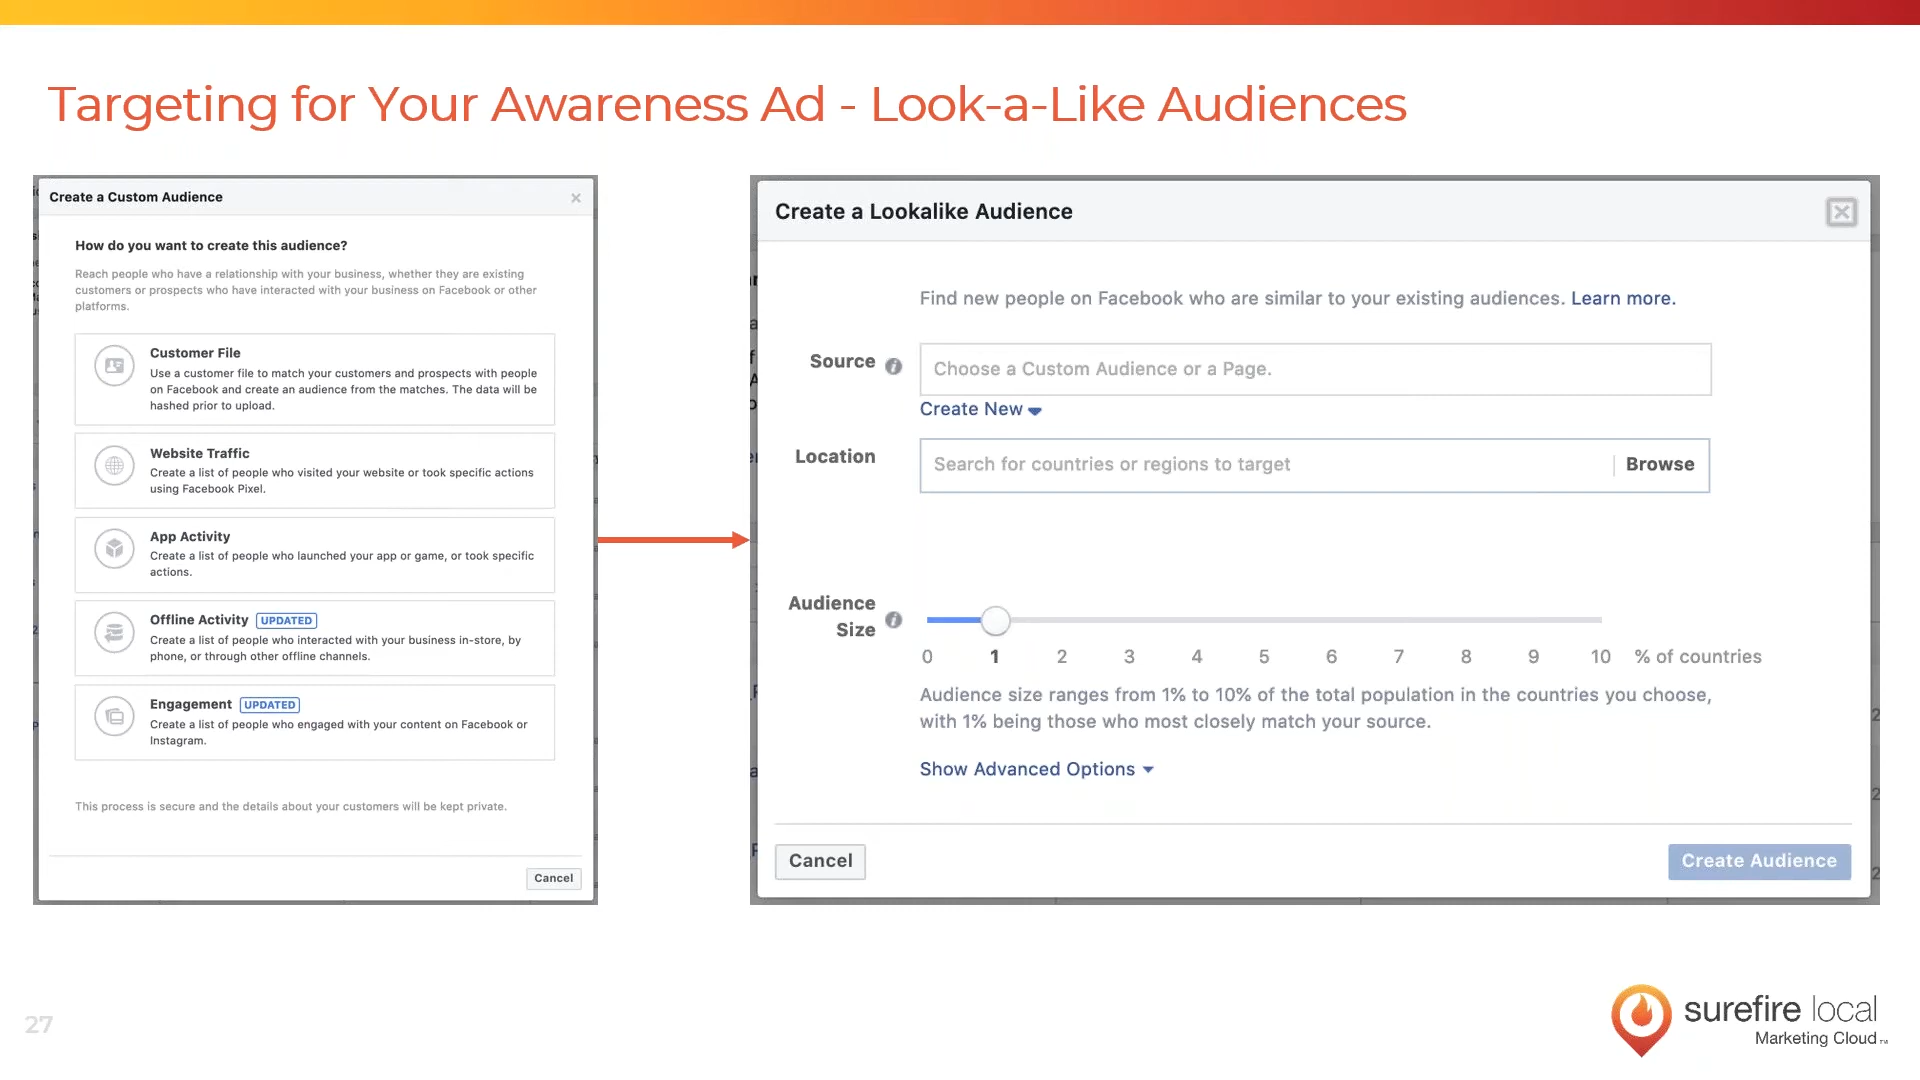 Targeting for Your Awareness Ad - Look-a-Like Audiences
Create a Custom Audience
How do you want to create this audience?
Reach people who have a relationship with your business, whether they are existing
customers or prospects who have interacted with your business on Facebook or other
platforms.
Customer File
Use a customer file to match your customers and prospects with people
on Facebook and create an audience from the matches. The data will be
hashed prior to upload.
Website Traffic
Create a list of people who visited your website or took specific actions
using Facebook Pixel.
App Activity
Create a list of people who launched your app or game, or took specific
actions.
Offline Activity UPDATED
Create a list of people who interacted with your business in-store, by
phone, or through other offline channels.
Engagement UPDATED
Create a list of people who engaged with your content on Facebook or
Instagram.
This process is secure and the details about your customers will be kept private.
Cancel
Create a Lookalike Audience
Find new people on Facebook who are similar to your existing audiences. Learn more.
Source
Choose a Custom Audience or a Page.
Create New
Location
Search for countries or regions to target
Browse
Audience
Size
0 1 2 3 4 5 6 7 8 9 10 % of countries
Audience size ranges from 1% to 10% of the total population in the countries you choose,
with 1% being those who most closely match your source.
Show Advanced Options
Cancel
Create Audience
27
surefire local
Marketing Cloud™